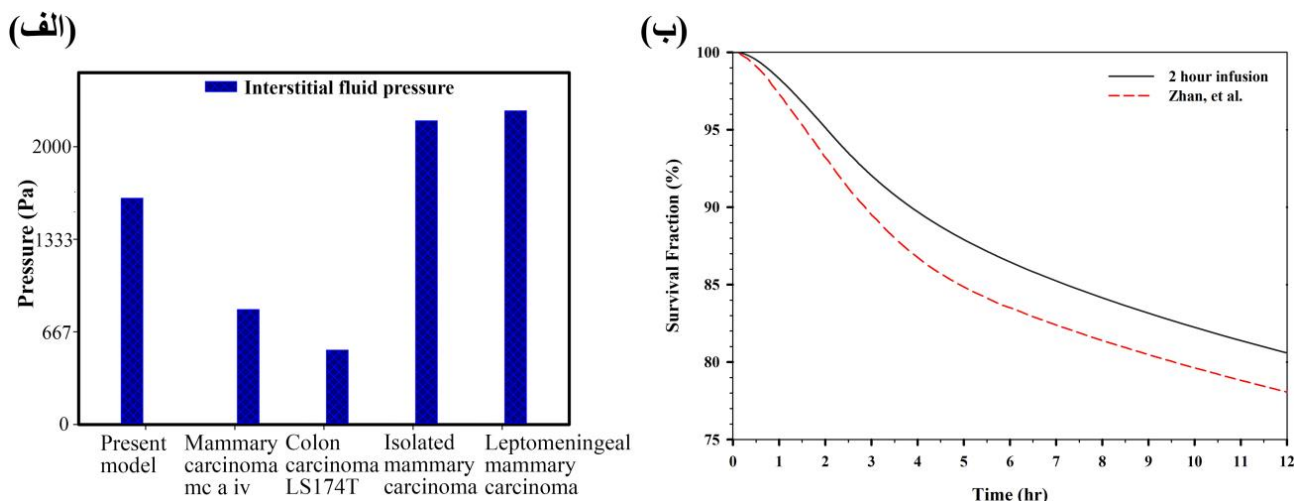 (الف)
Interstitial fluid pressure
Pressure (Pa)
2000
1333
667
0
Present
model
Mammary
carcinoma
mc a iv
Colon
carcinoma
LS174T
Isolated
mammary
carcinoma
Leptomeningeal
mammary
carcinoma
(ب)
2 hour infusion
Zhan, et al.
Survival Fraction (%)
100
95
90
85
80
75
0 1 2 3 4 5 6 7 8 9 10 11 12
Time (hr)